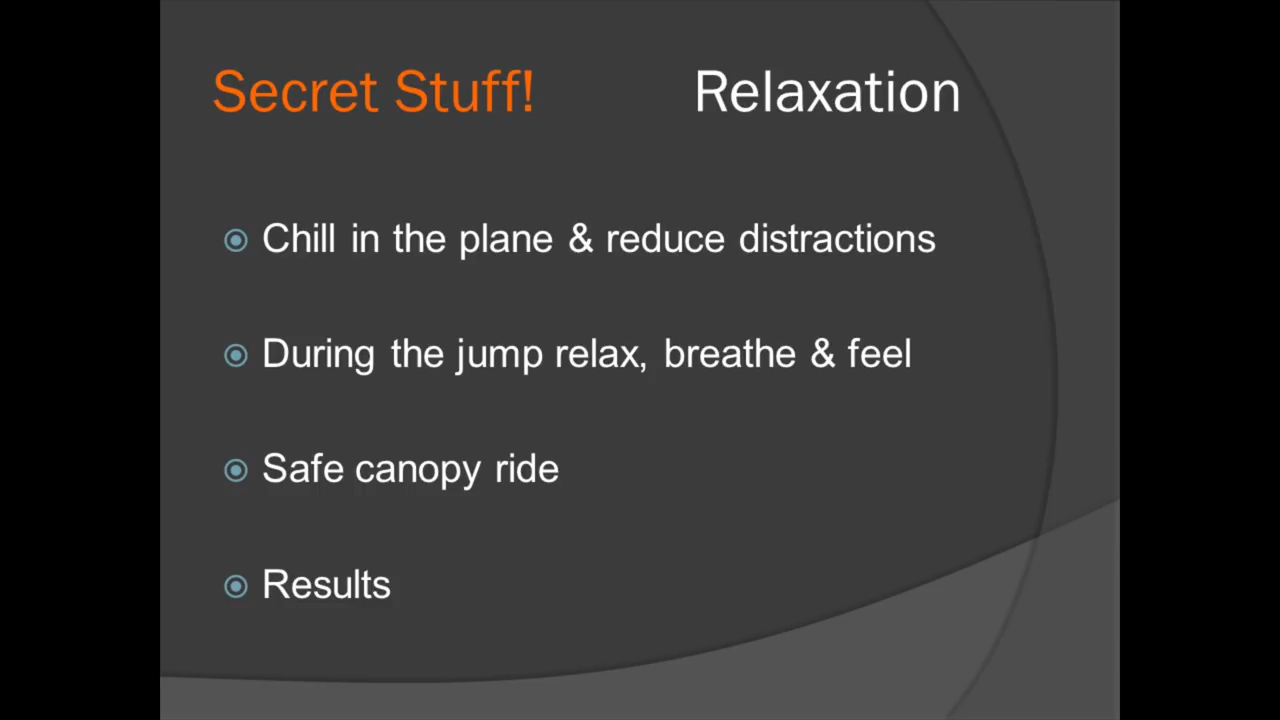 Secret Stuff! Relaxation
Chill in the plane & reduce distractions
During the jump relax, breathe & feel
Safe canopy ride
Results